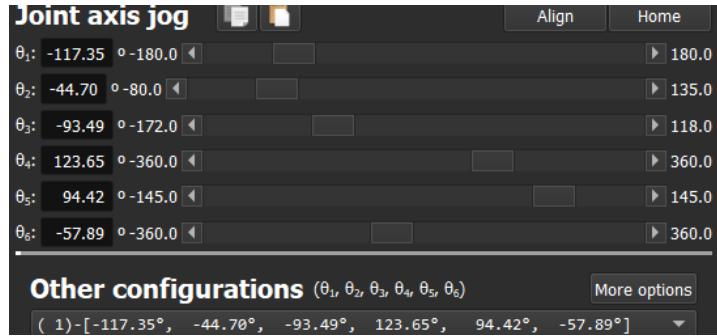 Joint axis jog Align Home
θ₁: -117.35 º -180.0 180.0
θ₂: -44.70 º -80.0 135.0
θ₃: -93.49 º -172.0 118.0
θ₄: 123.65 º -360.0 360.0
θ₅: 94.42 º -145.0 145.0
θ₆: -57.89 º -360.0 360.0
Other configurations (θ₁, θ₂, θ₃, θ₄, θ₅, θ₆) More options
( 1)-[-117.35°, -44.70°, -93.49°, 123.65°, 94.42°, -57.89°]